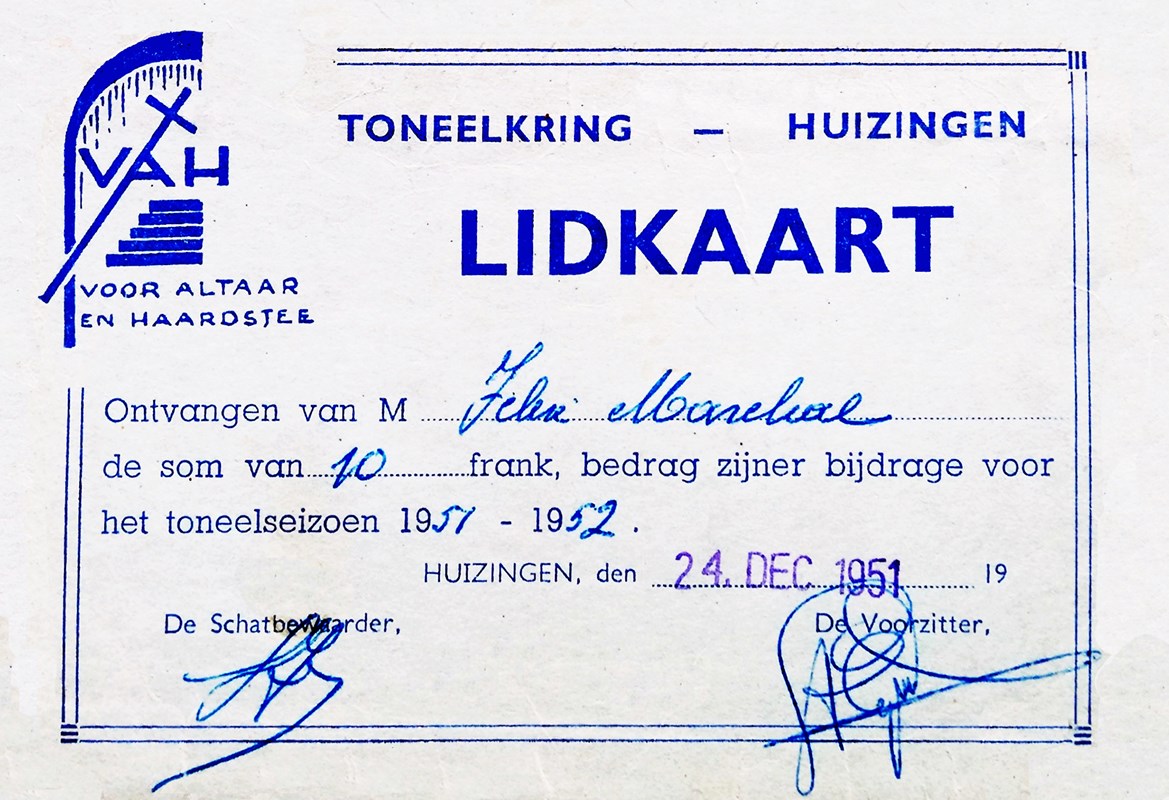 VAH
VOOR ALTAAR
EN HAARDSTEE
TONEELKRING — HUIZINGEN
LIDKAART
Ontvangen van M Felix Marechal
de som van 10 frank, bedrag zijner bijdrage voor
het toneelseizoen 1951 - 1952.
HUIZINGEN, den 24. DEC 1951 19
De Schatbewaarder, De Voorzitter,